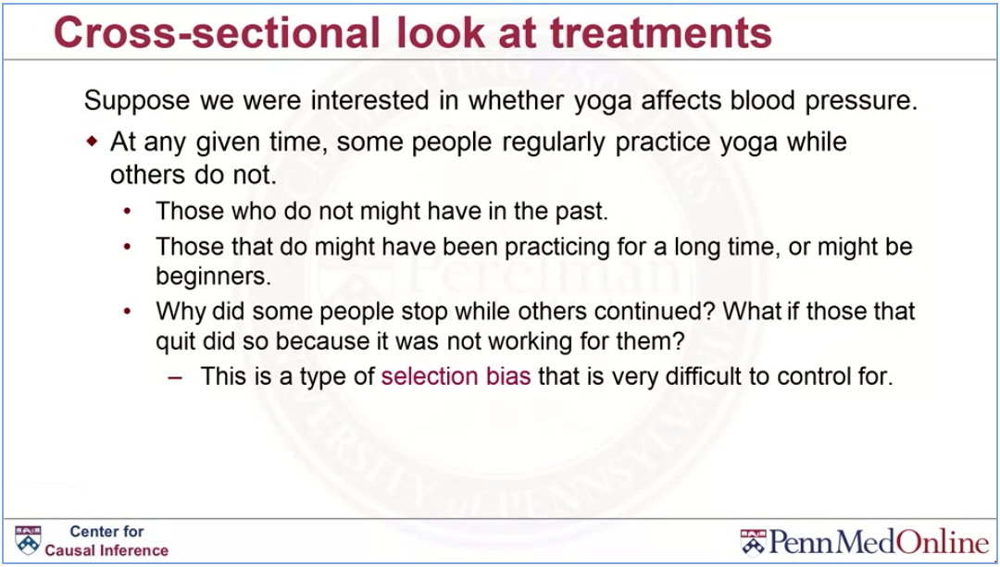 Cross-sectional look at treatments
Suppose we were interested in whether yoga affects blood pressure.
At any given time, some people regularly practice yoga while
others do not.
Those who do not might have in the past.
Those that do might have been practicing for a long time, or might be
beginners.
Why did some people stop while others continued? What if those that
quit did so because it was not working for them?
– This is a type of selection bias that is very difficult to control for.
Perelman
UNIVERSITY of PENNSYLVANIA
Center for
Causal Inference
PennMedOnline